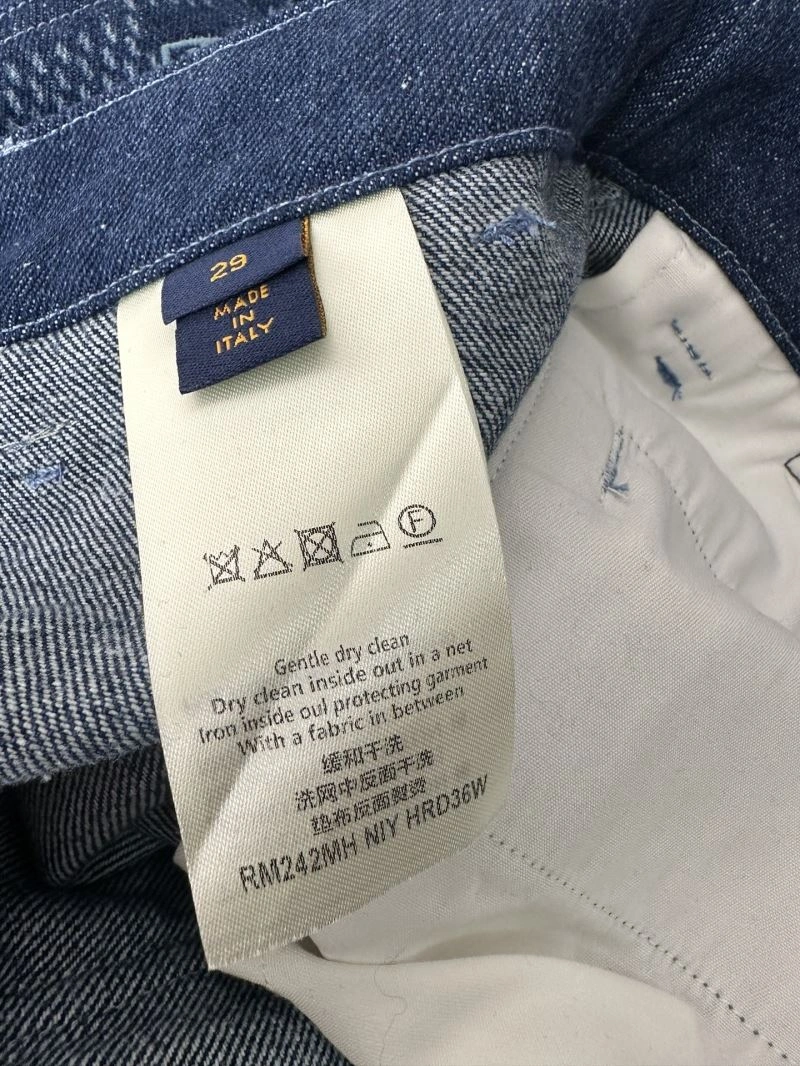 29
MADE
IN
ITALY
F
Gentle dry clean
Dry clean inside out in a net
Iron inside oul protecting garment
With a fabric in between
缓和干洗
洗网中反面干洗
垫布反面熨烫
RM242MH NIY HRD36W